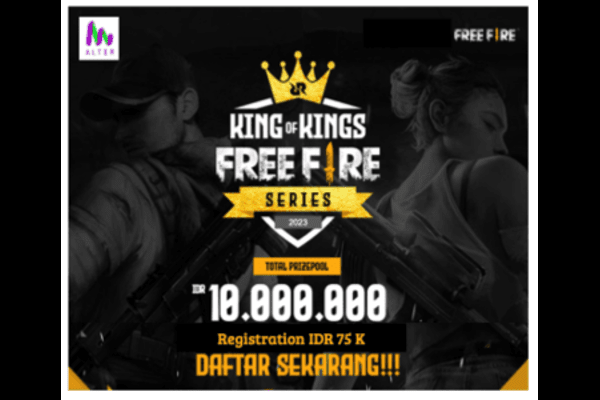 ALTER
FREE FIRE
RR
KING OF KINGS
FREE FIRE
SERIES
2023
TOTAL PRIZEPOOL
IDR 10.000.000
Registration IDR 75 K
DAFTAR SEKARANG!!!